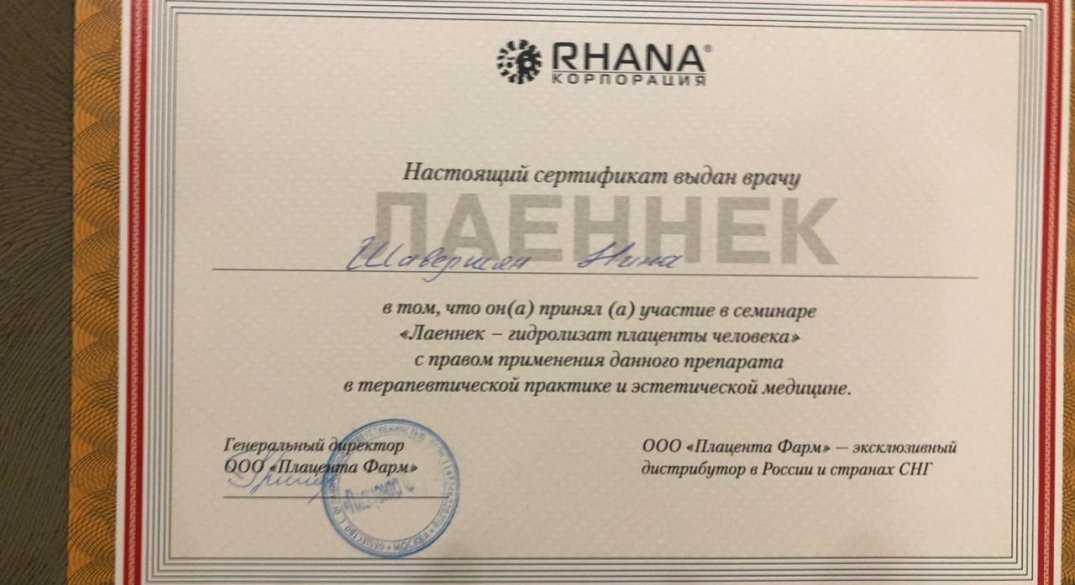 RHANA®
КОРПОРАЦИЯ
Настоящий сертификат выдан врачу
ЛАЕННЕК
Шавершян Нина
в том, что он(а) принял (а) участие в семинаре
«Лаеннек – гидролизат плаценты человека»
с правом применения данного препарата
в терапевтической практике и эстетической медицине.
Генеральный директор
ООО «Плацента Фарм»
ООО «Плацента Фарм» — эксклюзивный
дистрибутор в России и странах СНГ
ОБЩЕСТВО С
МОСКВА